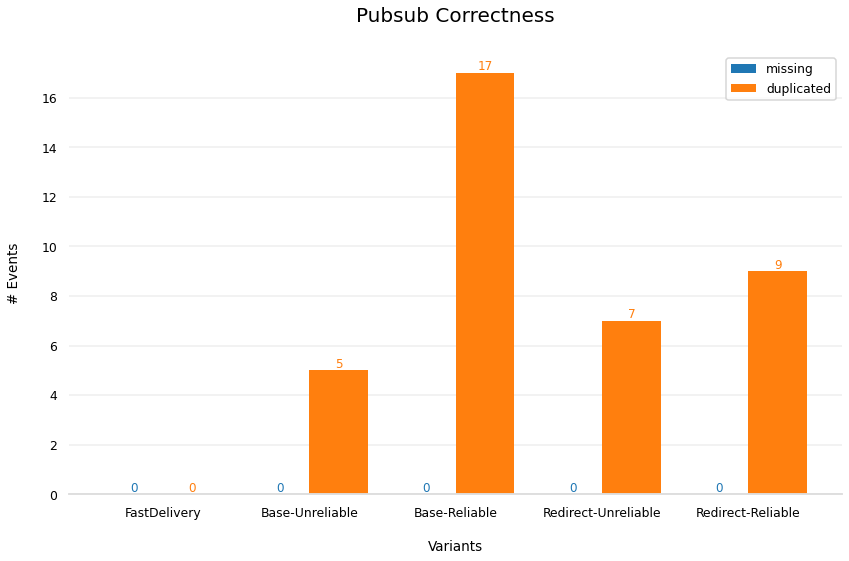 Pubsub Correctness
missing
duplicated
# Events
16
14
12
10
8
6
4
2
0
0 0
0 5
0 17
0 7
0 9
FastDelivery Base-Unreliable Base-Reliable Redirect-Unreliable Redirect-Reliable
Variants